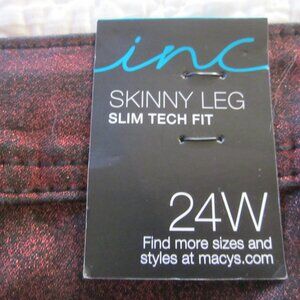 inc
SKINNY LEG
SLIM TECH FIT
24W
Find more sizes and
styles at macys.com